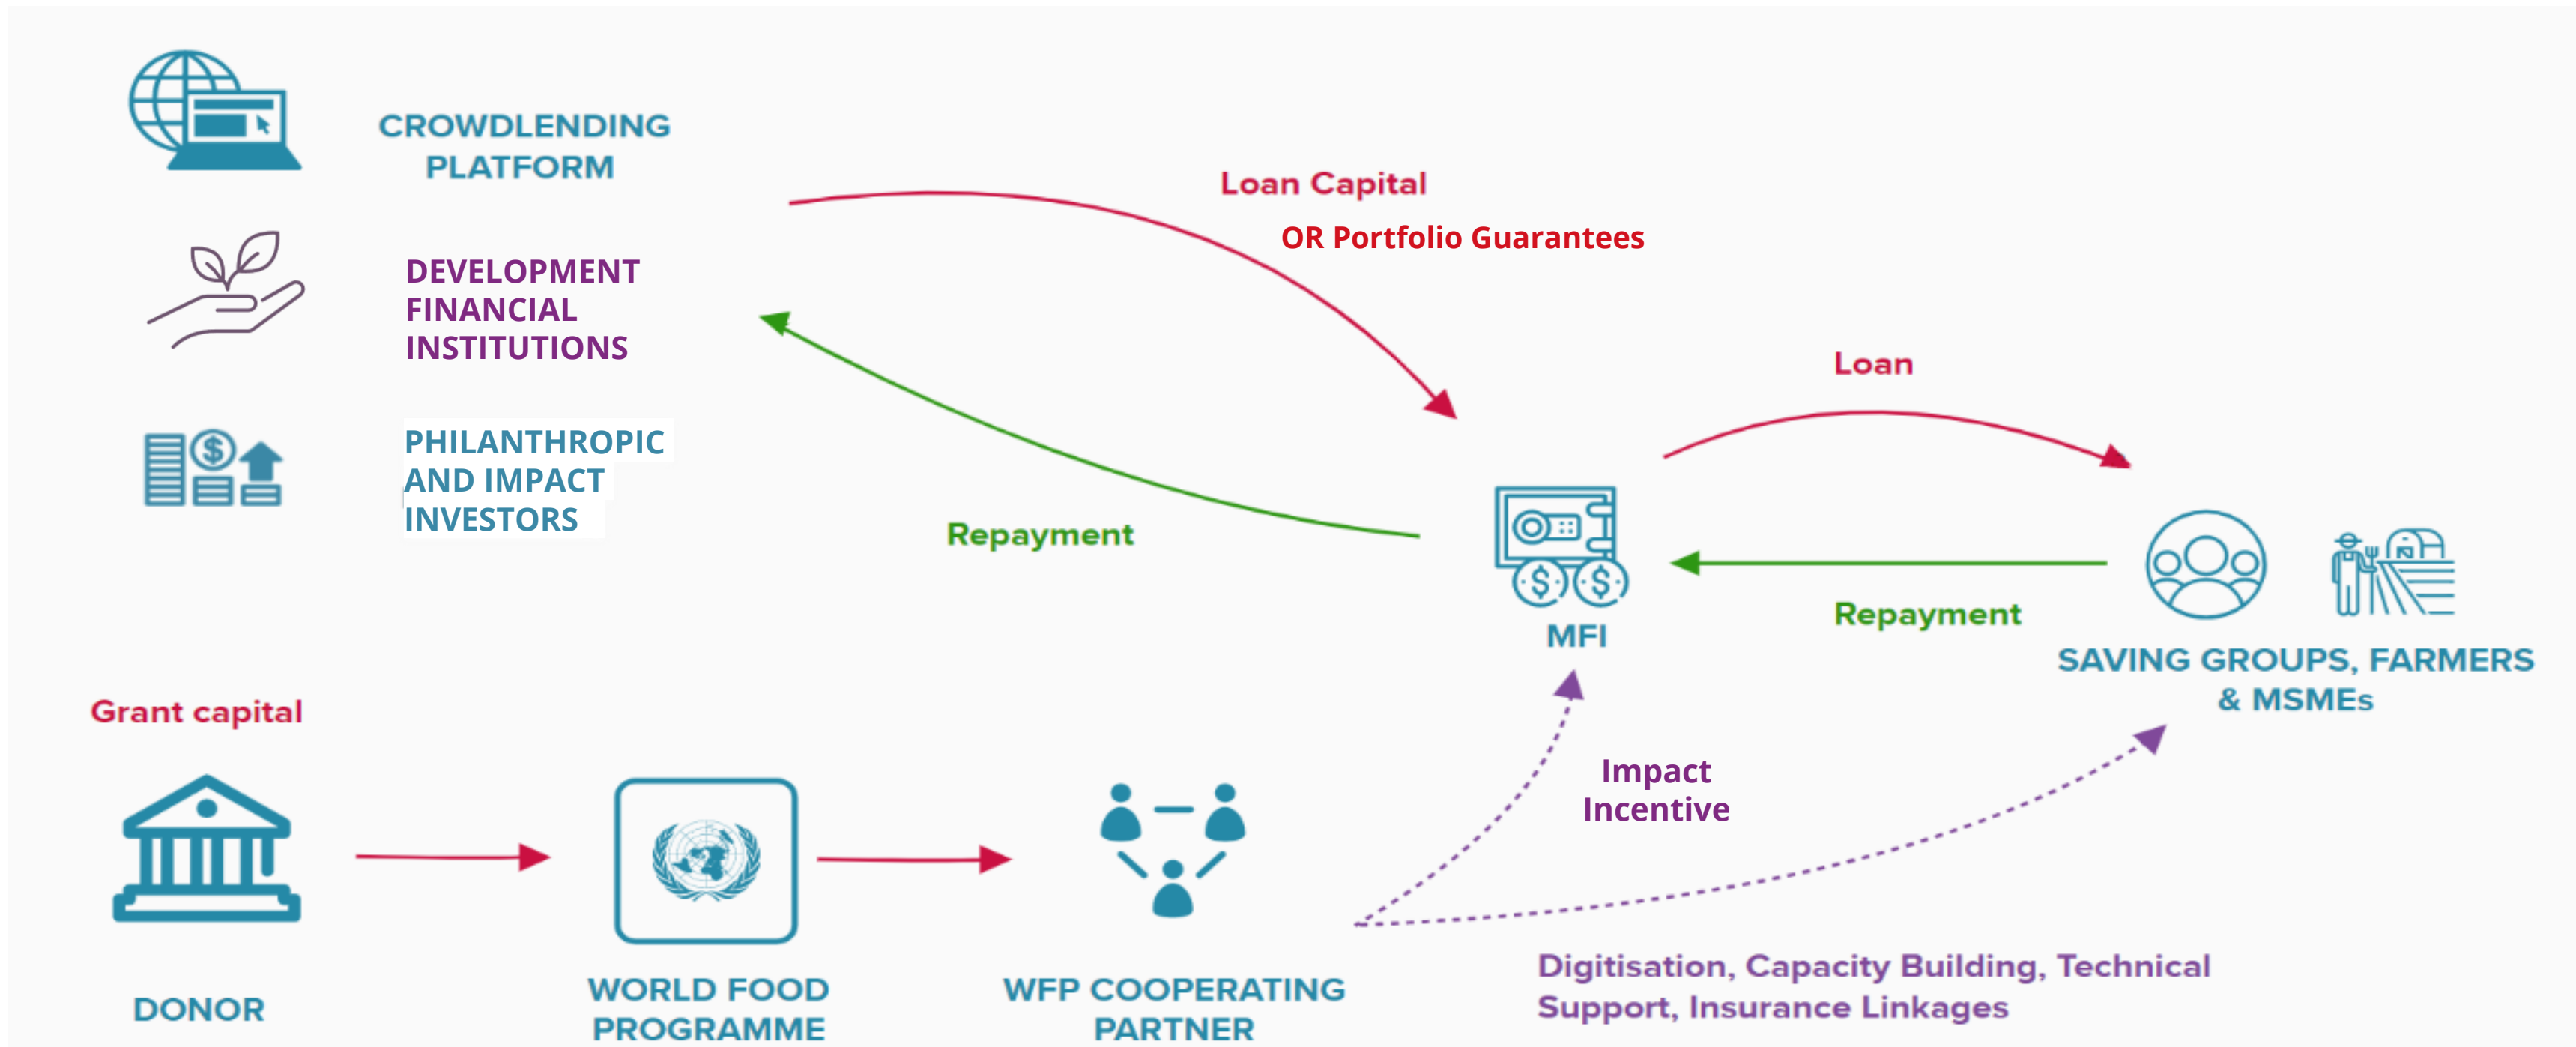 CROWDLENDING
PLATFORM
DEVELOPMENT
FINANCIAL
INSTITUTIONS
PHILANTHROPIC
AND IMPACT
INVESTORS
Loan Capital
OR Portfolio Guarantees
Repayment
Loan
Repayment
MFI
SAVING GROUPS, FARMERS
& MSMEs
Grant capital
DONOR
WORLD FOOD
PROGRAMME
WFP COOPERATING
PARTNER
Impact
Incentive
Digitisation, Capacity Building, Technical
Support, Insurance Linkages